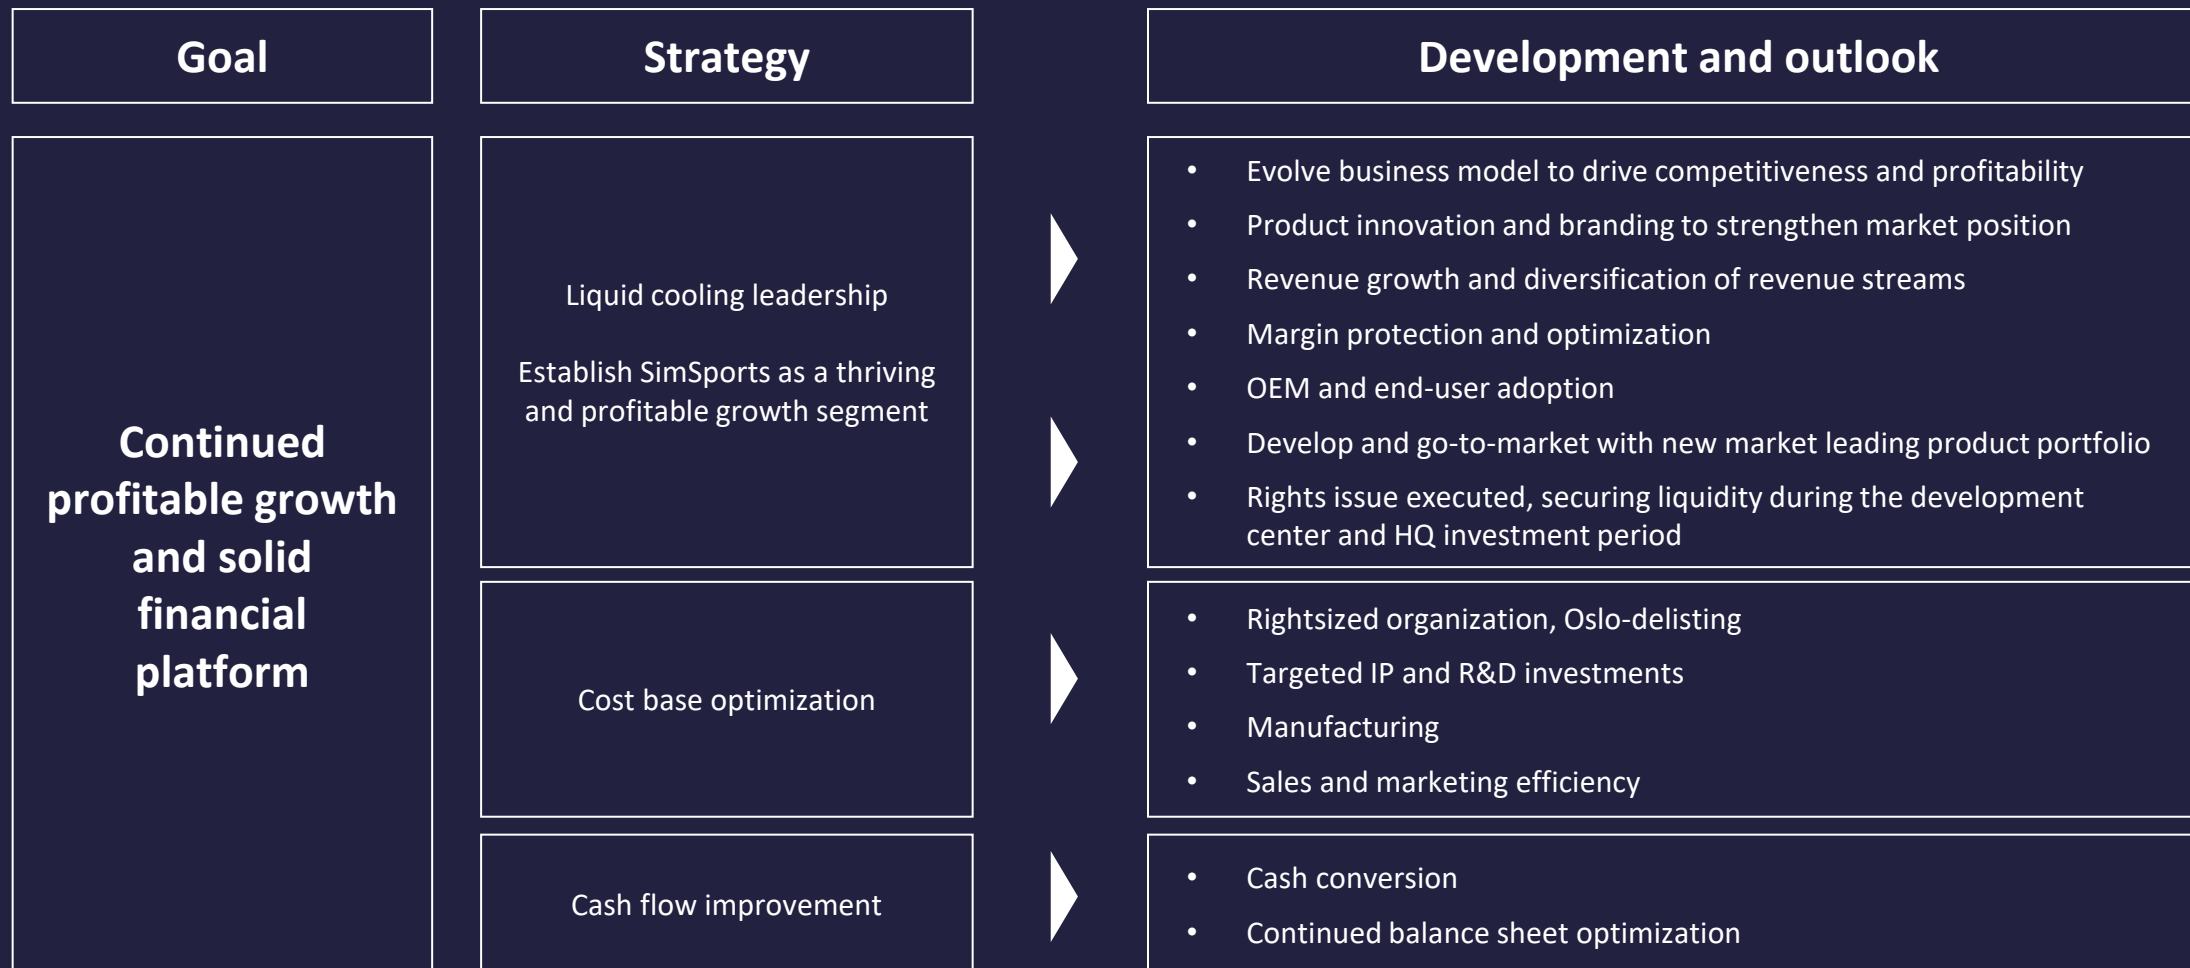 Goal
Strategy
Development and outlook
Continued
profitable growth
and solid
financial
platform
Liquid cooling leadership
Establish SimSports as a thriving
and profitable growth segment
• Evolve business model to drive competitiveness and profitability
• Product innovation and branding to strengthen market position
• Revenue growth and diversification of revenue streams
• Margin protection and optimization
• OEM and end-user adoption
• Develop and go-to-market with new market leading product portfolio
• Rights issue executed, securing liquidity during the development
center and HQ investment period
Cost base optimization
• Rightsized organization, Oslo-delisting
• Targeted IP and R&D investments
• Manufacturing
• Sales and marketing efficiency
Cash flow improvement
• Cash conversion
• Continued balance sheet optimization